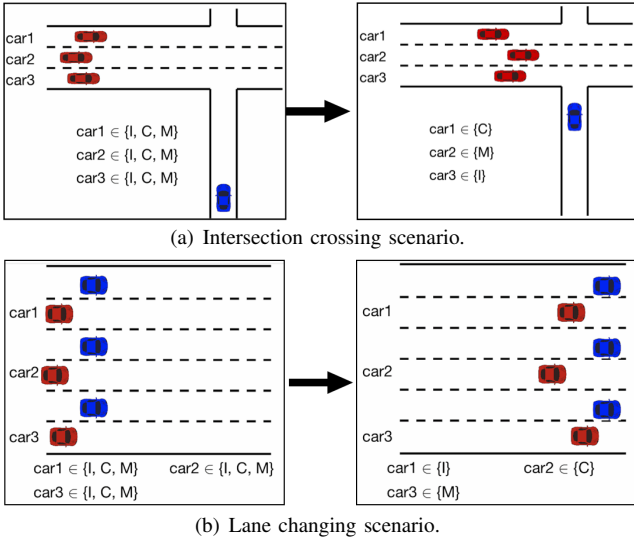 car1
car2
car3
car1 ∈ {I, C, M}
car2 ∈ {I, C, M}
car3 ∈ {I, C, M}
car1
car2
car3
car1 ∈ {C}
car2 ∈ {M}
car3 ∈ {I}
(a) Intersection crossing scenario.
car1
car2
car3
car1 ∈ {I, C, M} car2 ∈ {I, C, M}
car3 ∈ {I, C, M}
car1
car2
car3
car1 ∈ {I} car2 ∈ {C}
car3 ∈ {M}
(b) Lane changing scenario.